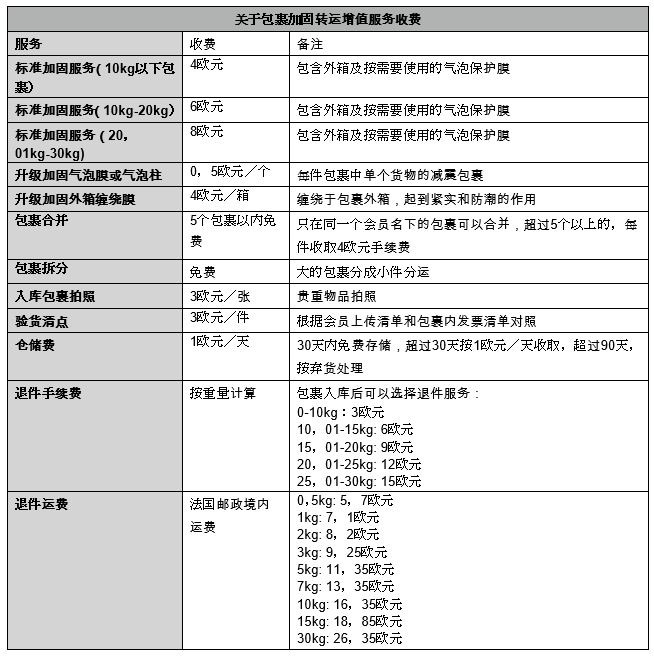 关于包裹加固转运增值服务收费
服务 收费 备注
标准加固服务( 10kg以下包裹） 4欧元 包含外箱及按需要使用的气泡保护膜
标准加固服务( 10kg-20kg） 6欧元 包含外箱及按需要使用的气泡保护膜
标准加固服务（ 20，01kg-30kg) 8欧元 包含外箱及按需要使用的气泡保护膜
升级加固气泡膜或气泡柱 0，5欧元／个 每件包裹中单个货物的减震包裹
升级加固外箱缠绕膜 4欧元／箱 缠绕于包裹外箱，起到紧实和防潮的作用
包裹合并 5个包裹以内免费 只在同一个会员名下的包裹可以合并，超过5个以上的，每件收取4欧元手续费
包裹拆分 免费 大的包裹分成小件分运
入库包裹拍照 3欧元／张 贵重物品拍照
验货清点 3欧元／件 根据会员上传清单和包裹内发票清单对照
仓储费 1欧元／天 30天内免费存储，超过30天按1欧元／天收取，超过90天，按弃货处理
退件手续费 按重量计算 包裹入库后可以选择退件服务：
0-10kg：3欧元
10，01-15kg: 6欧元
15，01-20kg: 9欧元
20，01-25kg: 12欧元
25，01-30kg: 15欧元
退件运费 法国邮政境内运费 0,5kg: 5，7欧元
1kg: 7，1欧元
2kg: 8，2欧元
3kg: 9，25欧元
5kg: 11，35欧元
7kg: 13，35欧元
10kg: 16，35欧元
15kg: 18，85欧元
30kg: 26，35欧元